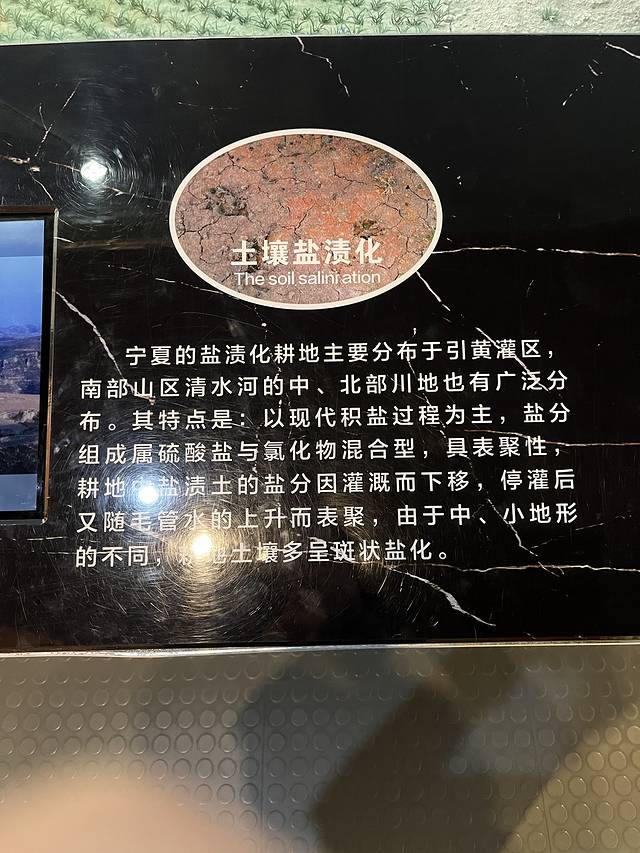 土壤盐渍化
The soil salini ation
宁夏的盐渍化耕地主要分布于引黄灌区，
南部山区清水河的中、北部川地也有广泛分
布。其特点是：以现代积盐过程为主，盐分
组成属硫酸盐与氯化物混合型，具表聚性，
耕地中盐渍土的盐分因灌溉而下移，停灌后
又随毛管水的上升而表聚，由于中、小地形
的不同，耕地土壤多呈斑状盐化。